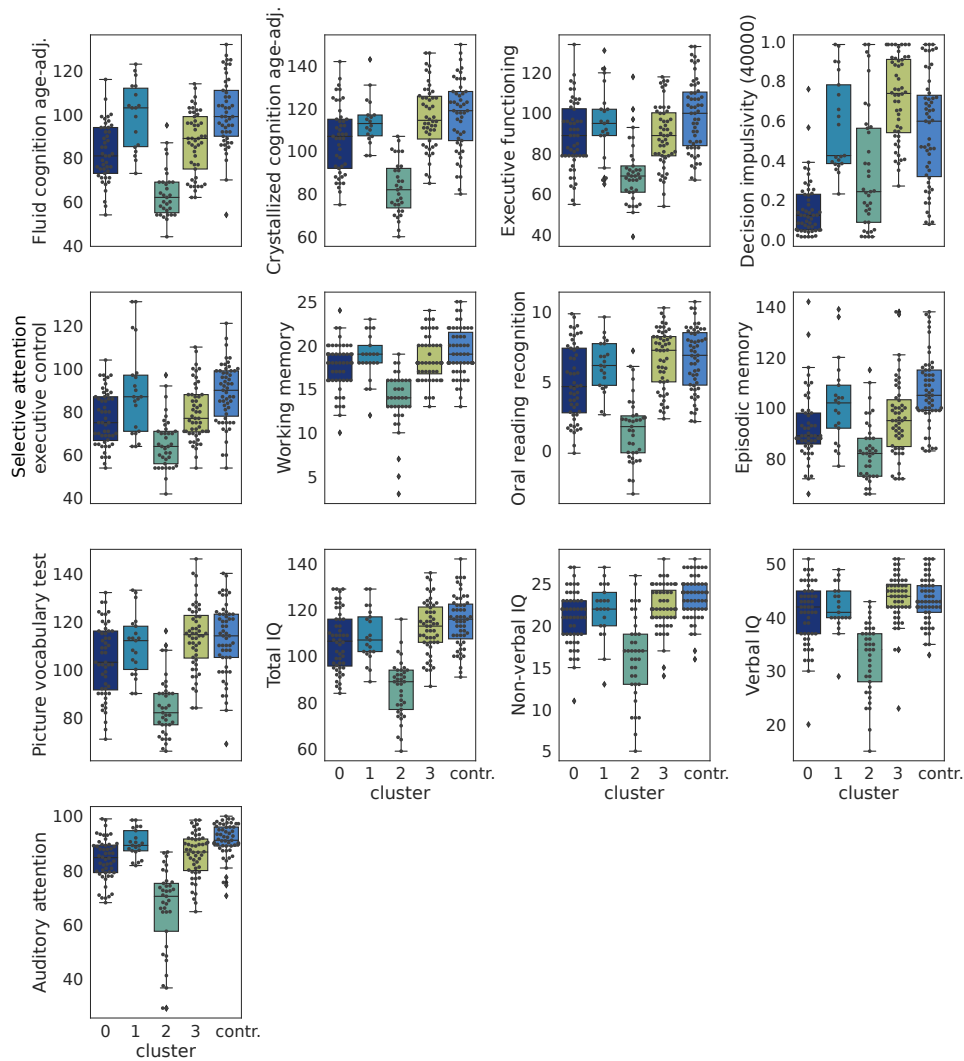 Fluid cognition age-adj.
120
100
80
60
40
Crystallized cognition age-adj.
140
120
100
80
60
Executive functioning
120
100
80
60
40
Decision impulsivity (40000)
1.0
0.8
0.6
0.4
0.2
0.0
Selective attention
executive control
120
100
80
60
40
Working memory
25
20
15
10
5
Oral reading recognition
10
5
0
Episodic memory
140
120
100
80
Picture vocabulary test
140
120
100
80
Total IQ
140
120
100
80
60
0 1 2 3 contr.
cluster
Non-verbal IQ
25
20
15
10
5
0 1 2 3 contr.
cluster
Verbal IQ
50
40
30
20
0 1 2 3 contr.
cluster
Auditory attention
100
80
60
40
0 1 2 3 contr.
cluster